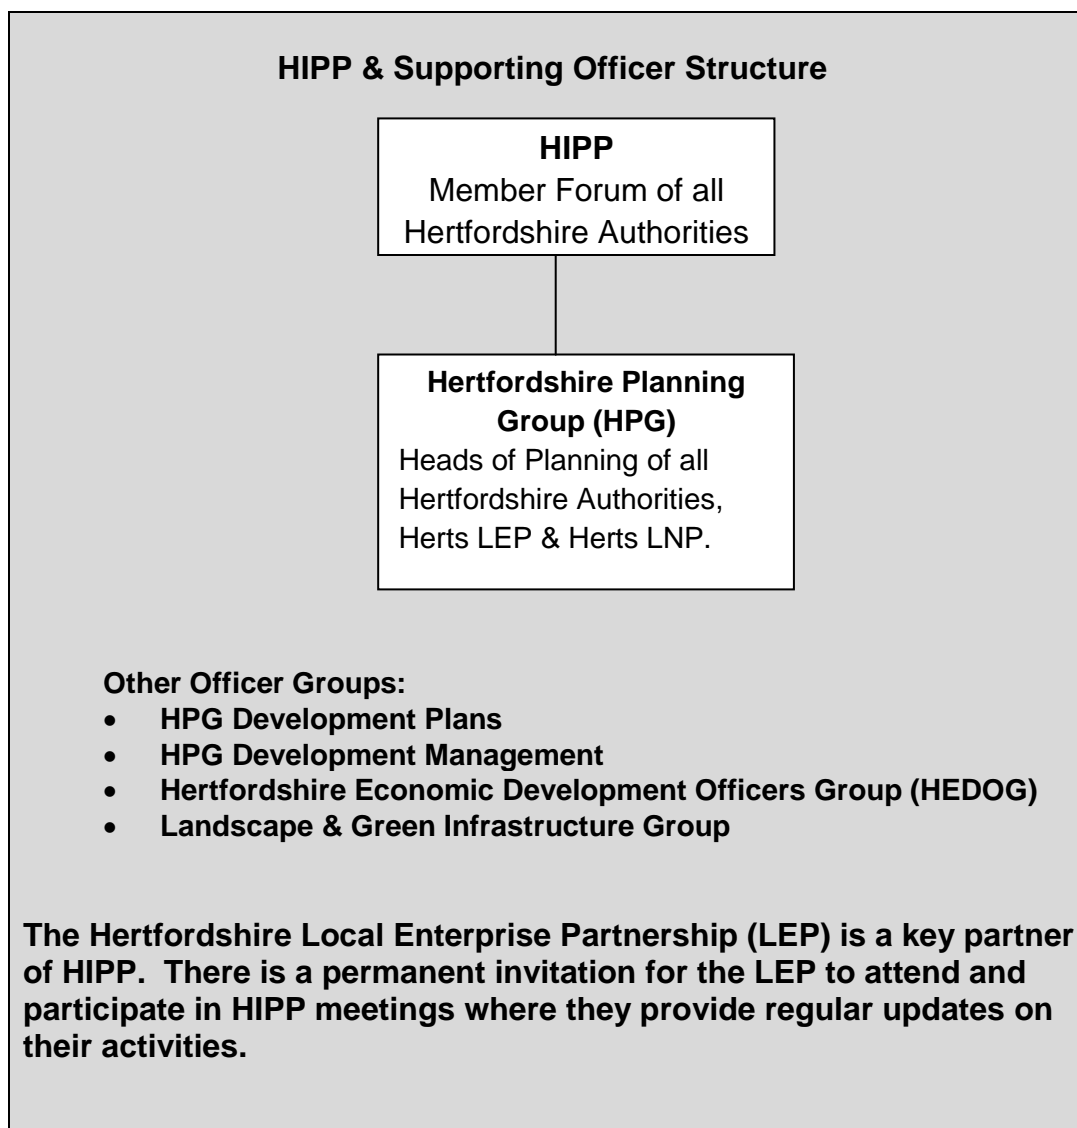 HIPP & Supporting Officer Structure
HIPP
Member Forum of all
Hertfordshire Authorities
Hertfordshire Planning
Group (HPG)
Heads of Planning of all
Hertfordshire Authorities,
Herts LEP & Herts LNP.
Other Officer Groups:
• HPG Development Plans
• HPG Development Management
• Hertfordshire Economic Development Officers Group (HEDOG)
• Landscape & Green Infrastructure Group
The Hertfordshire Local Enterprise Partnership (LEP) is a key partner
of HIPP.  There is a permanent invitation for the LEP to attend and
participate in HIPP meetings where they provide regular updates on
their activities.